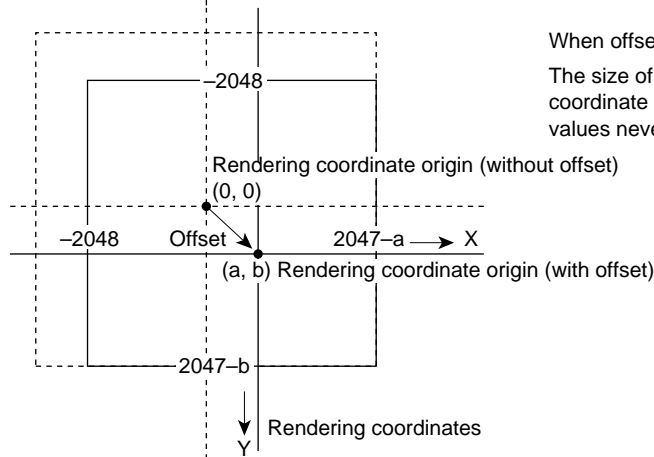 When offse
The size of
coordinate
values neve
–2048
Rendering coordinate origin (without offset)
(0, 0)
–2048 Offset 2047–a X
(a, b) Rendering coordinate origin (with offset)
2047–b
Rendering coordinates
Y